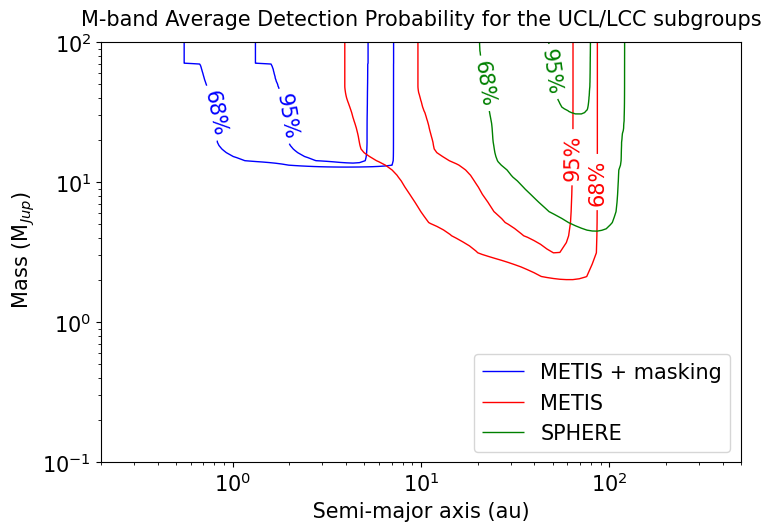 M-band Average Detection Probability for the UCL/LCC subgroups
10²
10¹
10⁰
10⁻¹
Mass (M_Jup)
68%
95%
68%
95%
95%
68%
METIS + masking
METIS
SPHERE
10⁰
10¹
10²
Semi-major axis (au)